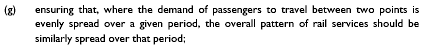 (g) ensuring that, where the demand of passengers to travel between two points is
evenly spread over a given period, the overall pattern of rail services should be
similarly spread over that period;